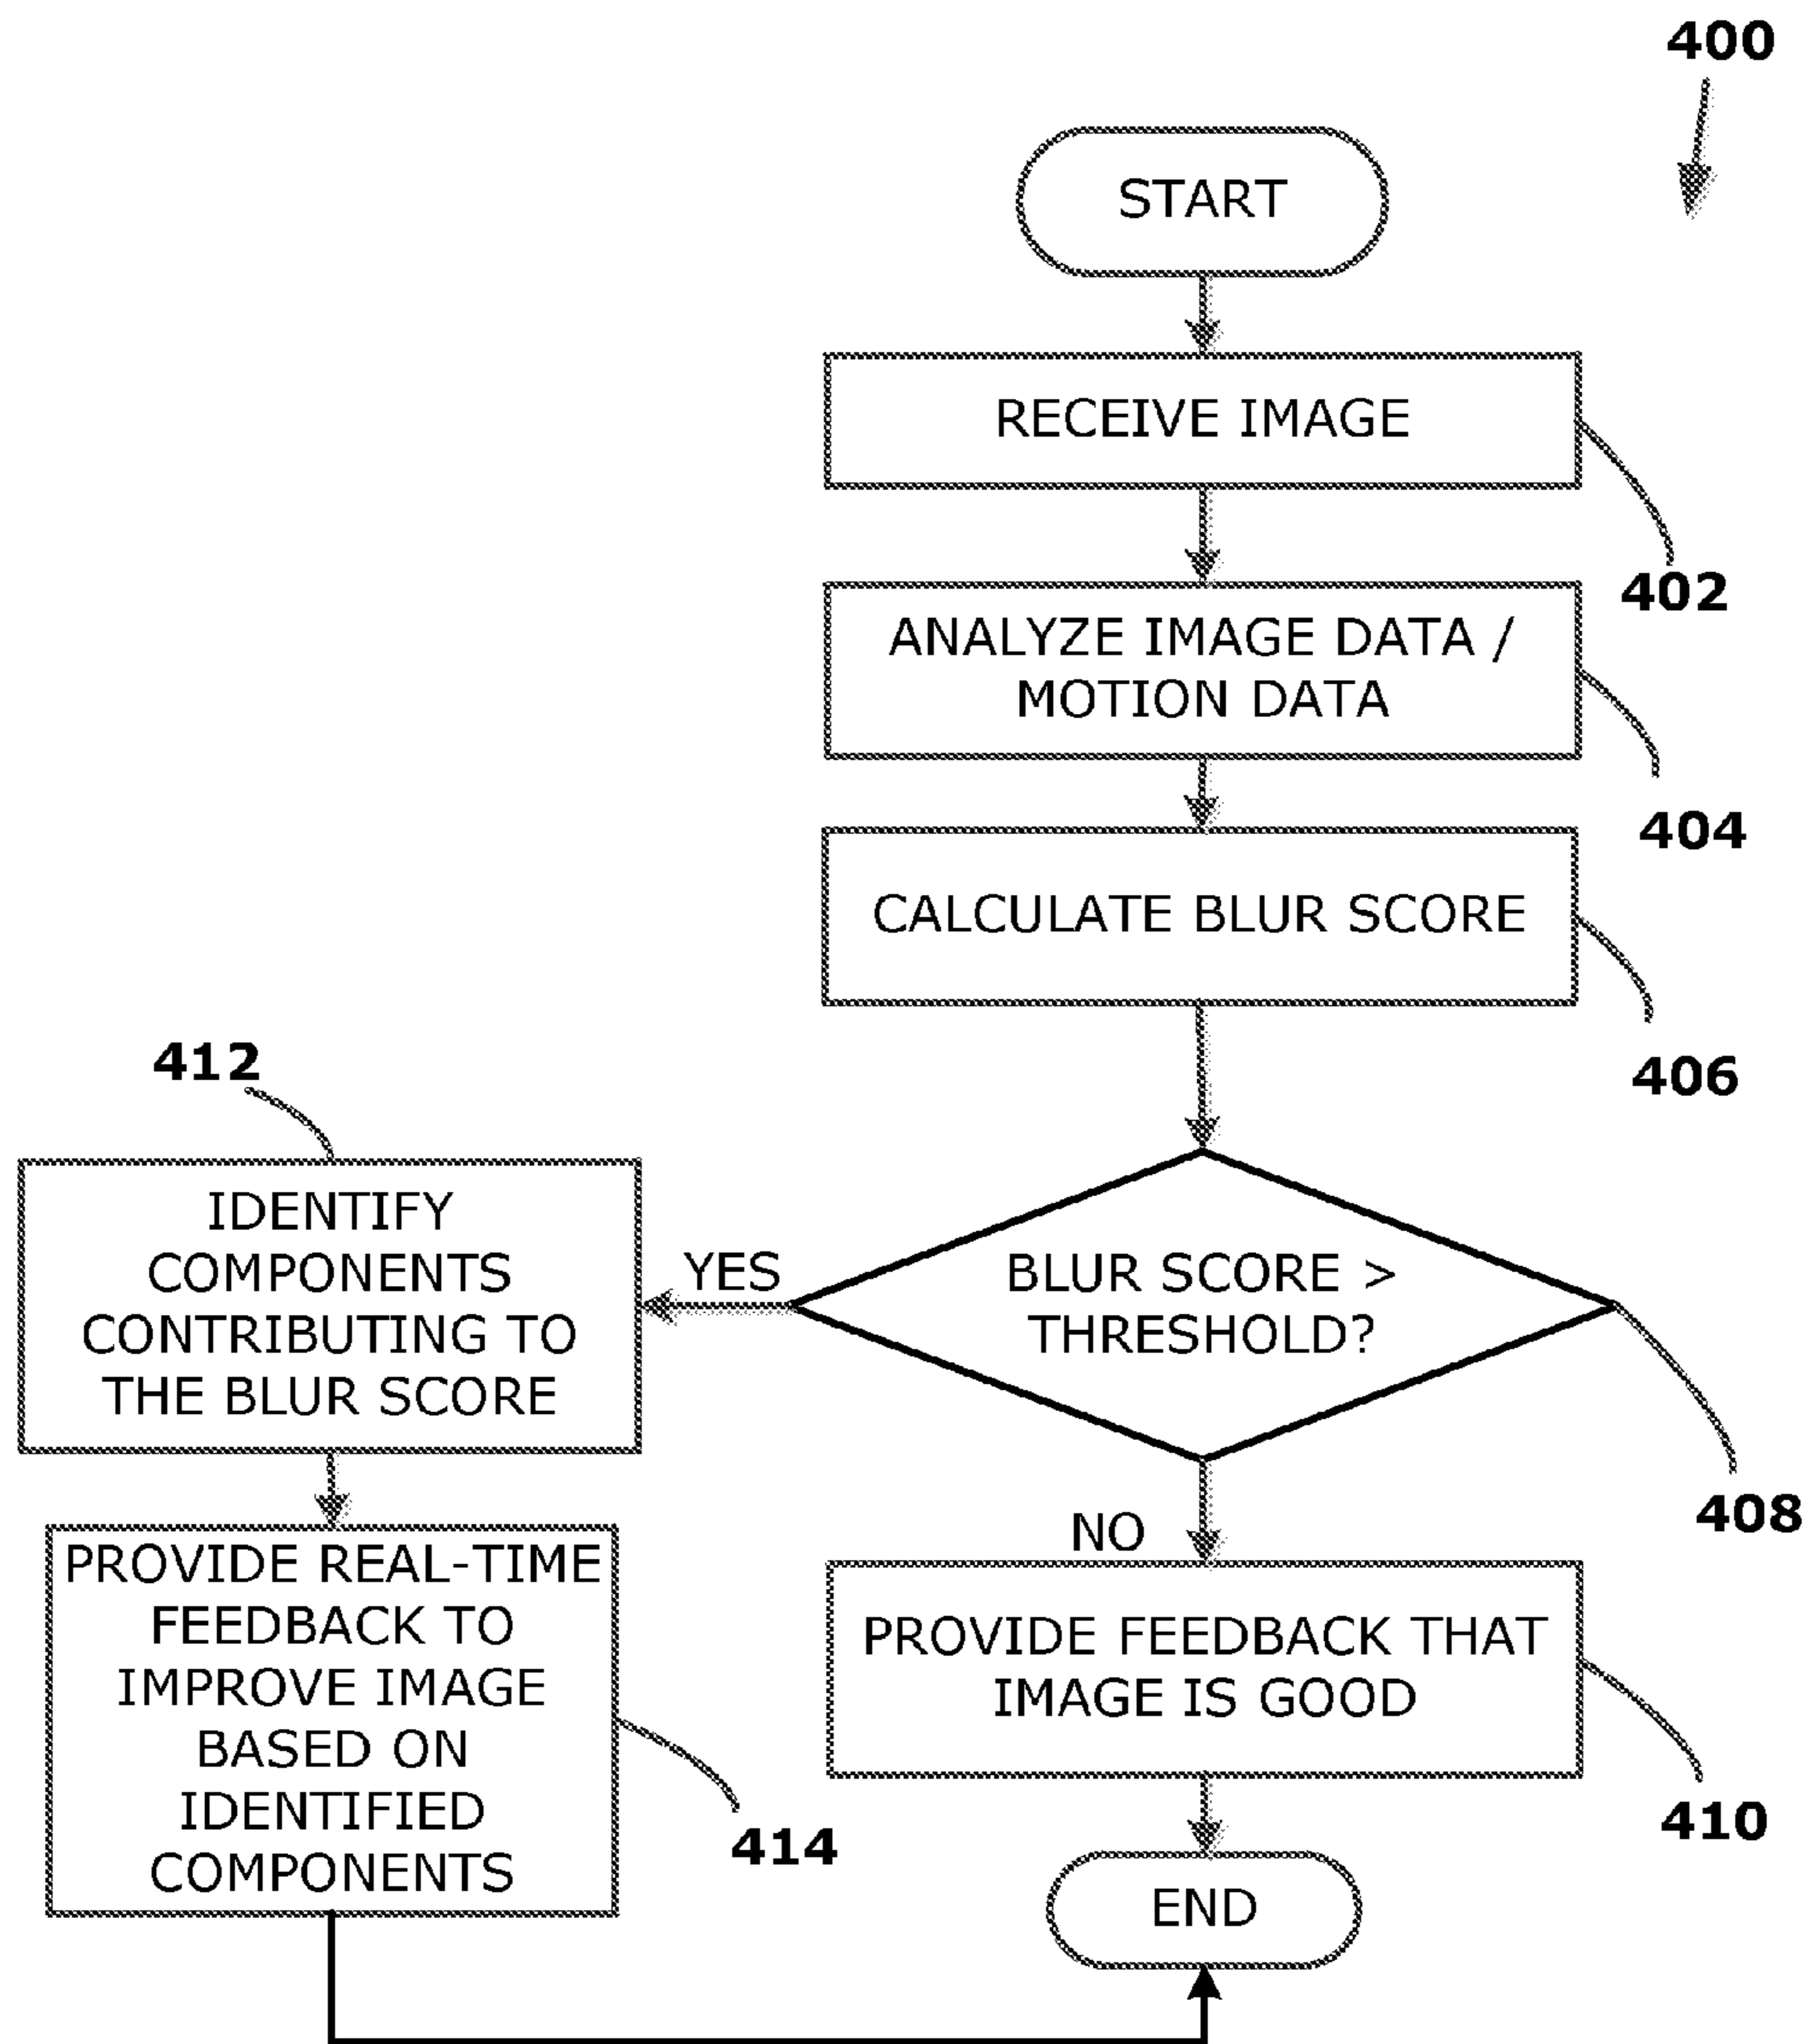 400
START
RECEIVE IMAGE
402
ANALYZE IMAGE DATA /
MOTION DATA
404
CALCULATE BLUR SCORE
406
412
IDENTIFY
COMPONENTS
CONTRIBUTING TO
THE BLUR SCORE
YES
BLUR SCORE >
THRESHOLD?
408
NO
PROVIDE REAL-TIME
FEEDBACK TO
IMPROVE IMAGE
BASED ON
IDENTIFIED
COMPONENTS
414
PROVIDE FEEDBACK THAT
IMAGE IS GOOD
410
END